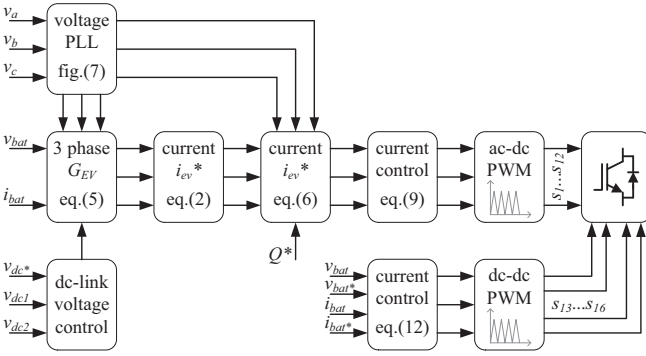 v_a
v_b
v_c
voltage
PLL
fig.(7)
v_bat
i_bat
3 phase
G_EV
eq.(5)
current
i_ev*
eq.(2)
current
i_ev*
eq.(6)
current
control
eq.(9)
ac-dc
PWM
s_1...s_12
Q*
v_dc*
v_dc1
v_dc2
dc-link
voltage
control
v_bat
v_bat*
i_bat
i_bat*
current
control
eq.(12)
dc-dc
PWM
s_13...s_16